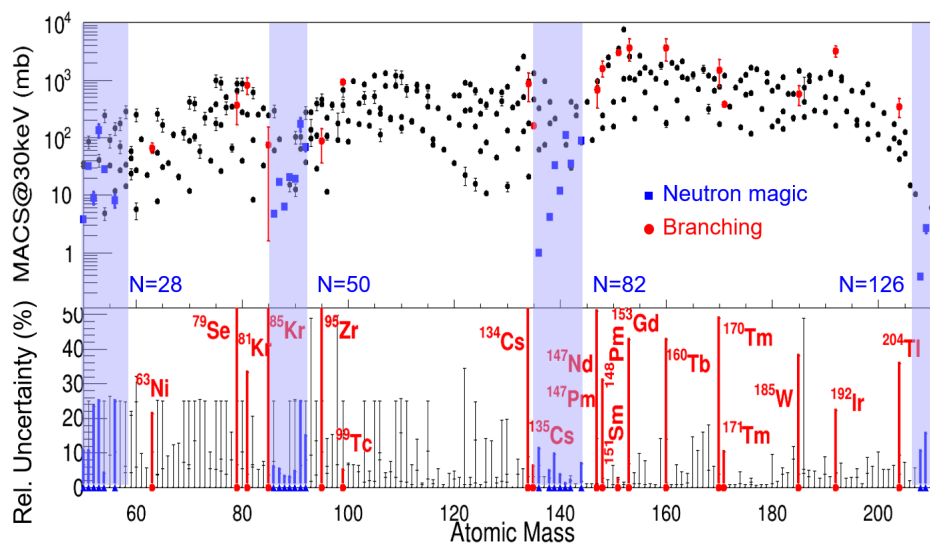 MACS@30keV (mb)
10⁴
10³
10²
10
1
Neutron magic
Branching
N=28
N=50
N=82
N=126
Rel. Uncertainty (%)
50
40
30
20
10
0
⁶³Ni
⁷⁹Se
⁸¹Kr
⁸⁵Kr
⁹⁵Zr
⁹⁹Tc
¹³⁴Cs
¹³⁵Cs
¹⁴⁷Nd
¹⁴⁷Pm
¹⁴⁸Pm
¹⁵¹Sm
¹⁵³Gd
¹⁶⁰Tb
¹⁷⁰Tm
¹⁷¹Tm
¹⁸⁵W
¹⁹²Ir
²⁰⁴Tl
60 80 100 120 140 160 180 200
Atomic Mass